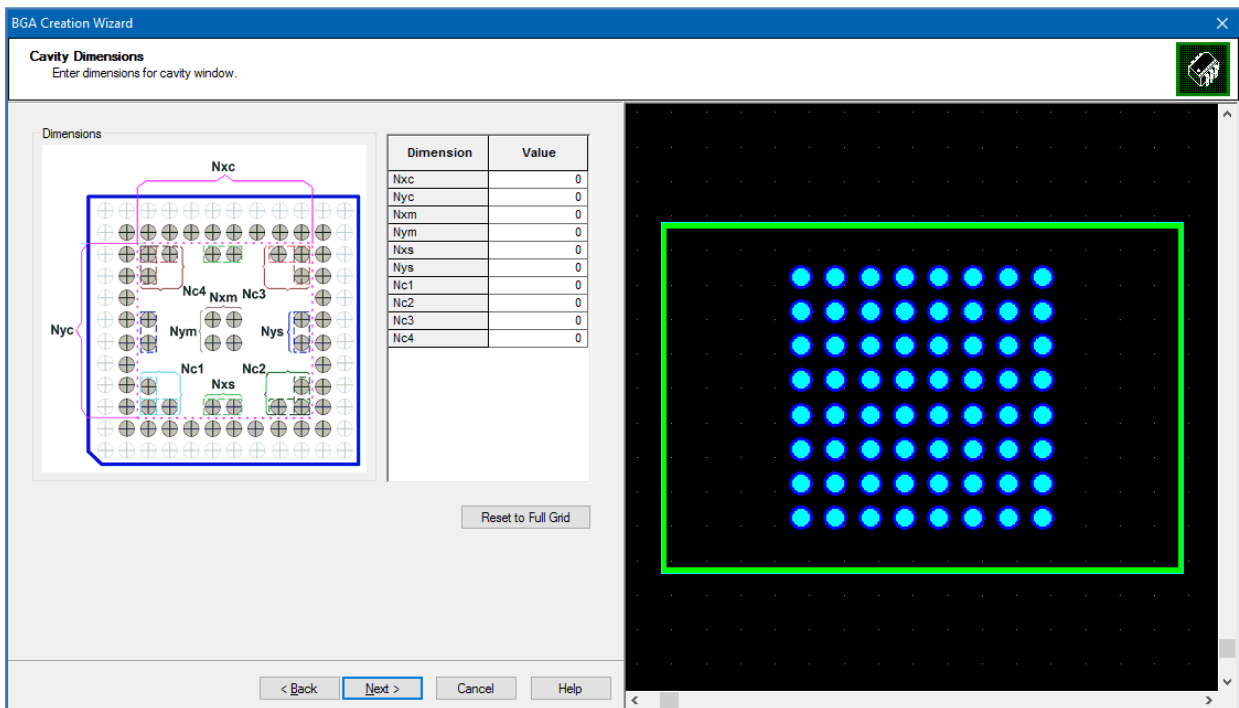 BGA Creation Wizard
Cavity Dimensions
Enter dimensions for cavity window.
Dimensions
Nxc
Nc4 Nxm Nc3
Nyc Nym Nys
Nc1 Nc2
Nxs
Dimension Value
Nxc 0
Nyc 0
Nxm 0
Nym 0
Nxs 0
Nys 0
Nc1 0
Nc2 0
Nc3 0
Nc4 0
Reset to Full Grid
< Back Next > Cancel Help